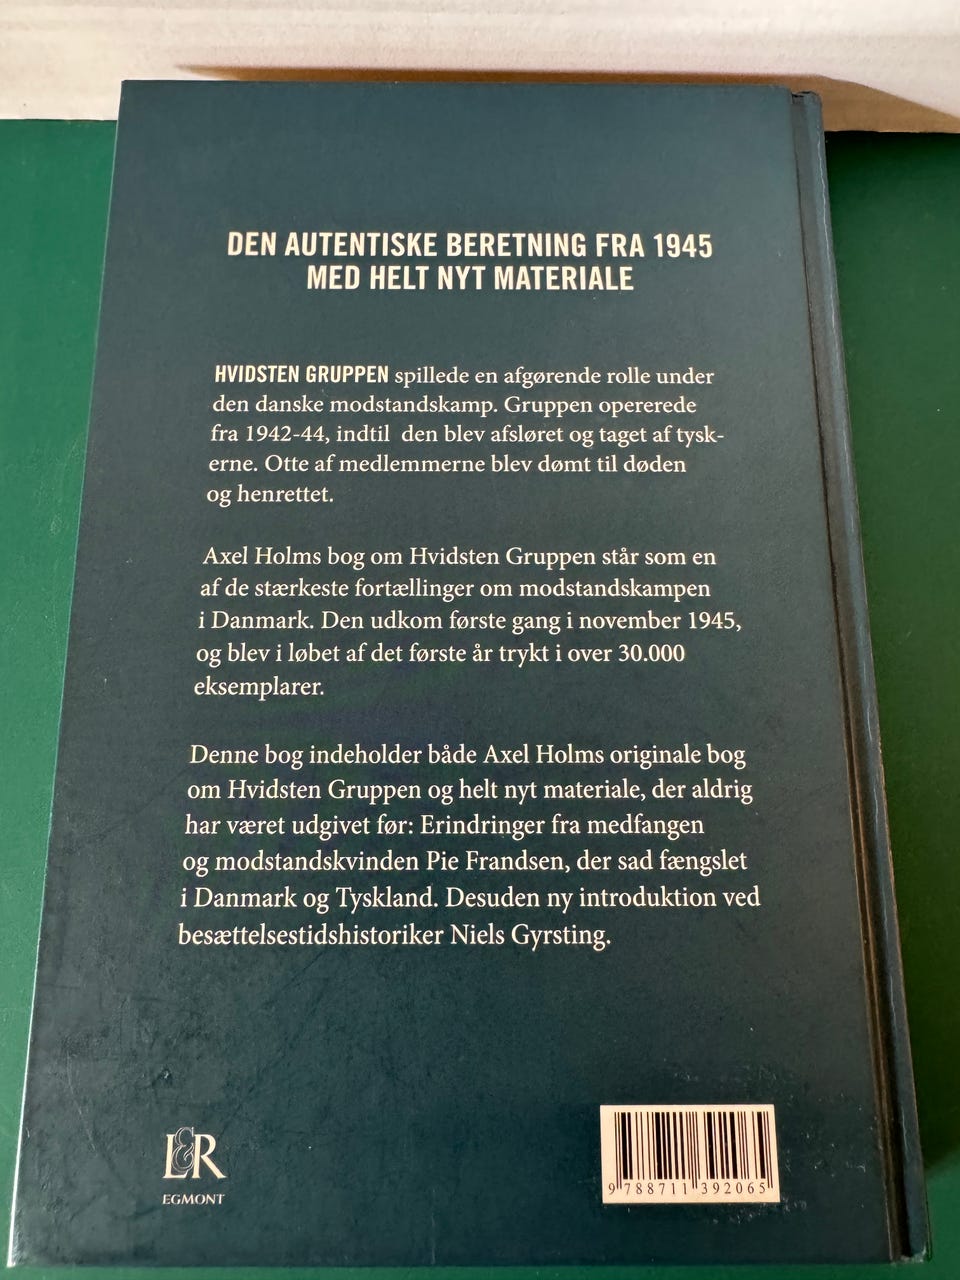 DEN AUTENTISKE BERETNING FRA 1945
MED HELT NYT MATERIALE
HVIDSTEN GRUPPEN spillede en afgørende rolle under
den danske modstandskamp. Gruppen opererede
fra 1942-44, indtil den blev afsløret og taget af tysk-
erne. Otte af medlemmerne blev dømt til døden
og henrettet.
Axel Holms bog om Hvidsten Gruppen står som en
af de stærkeste fortællinger om modstandskampen
i Danmark. Den udkom første gang i november 1945,
og blev i løbet af det første år trykt i over 30.000
eksemplarer.
Denne bog indeholder både Axel Holms originale bog
om Hvidsten Gruppen og helt nyt materiale, der aldrig
har været udgivet før: Erindringer fra medfangen
og modstandskvinden Pie Frandsen, der sad fængslet
i Danmark og Tyskland. Desuden ny introduktion ved
besættelsestidshistoriker Niels Gyrsting.
L&R
EGMONT
9 788711 392065